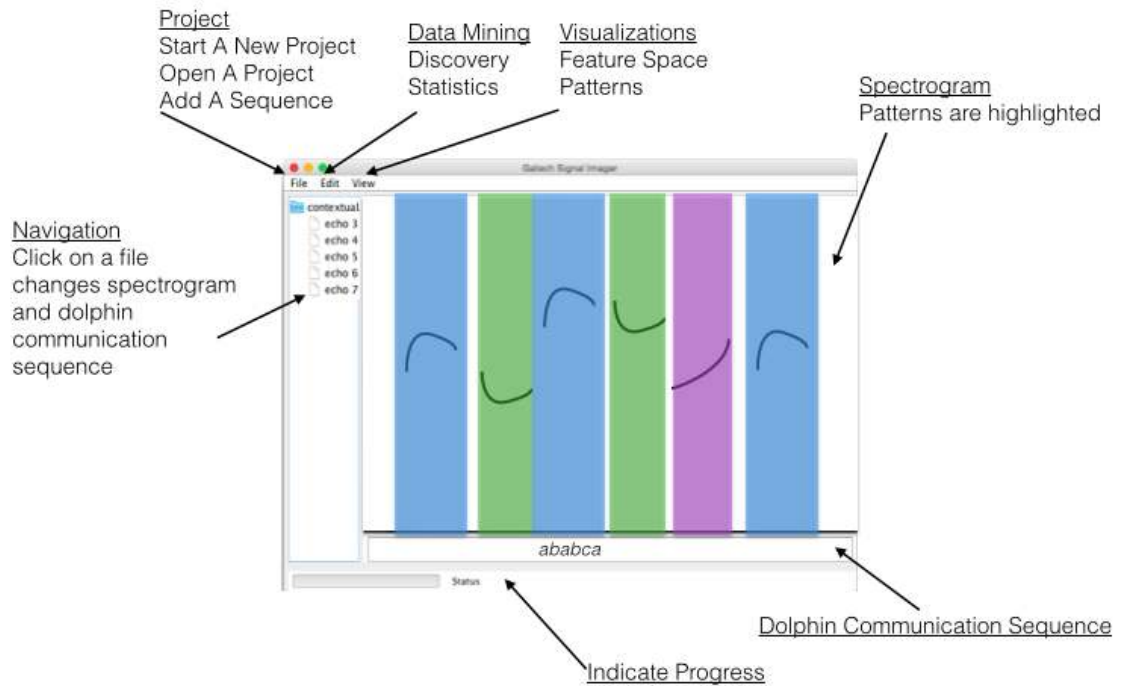 Project
Start A New Project
Open A Project
Add A Sequence
Data Mining
Discovery
Statistics
Visualizations
Feature Space
Patterns
Spectrogram
Patterns are highlighted
Navigation
Click on a file
changes spectrogram
and dolphin
communication
sequence
Signal Imager
File Edit View
contextual
echo 3
echo 4
echo 5
echo 6
echo 7
ababca
Status
Dolphin Communication Sequence
Indicate Progress